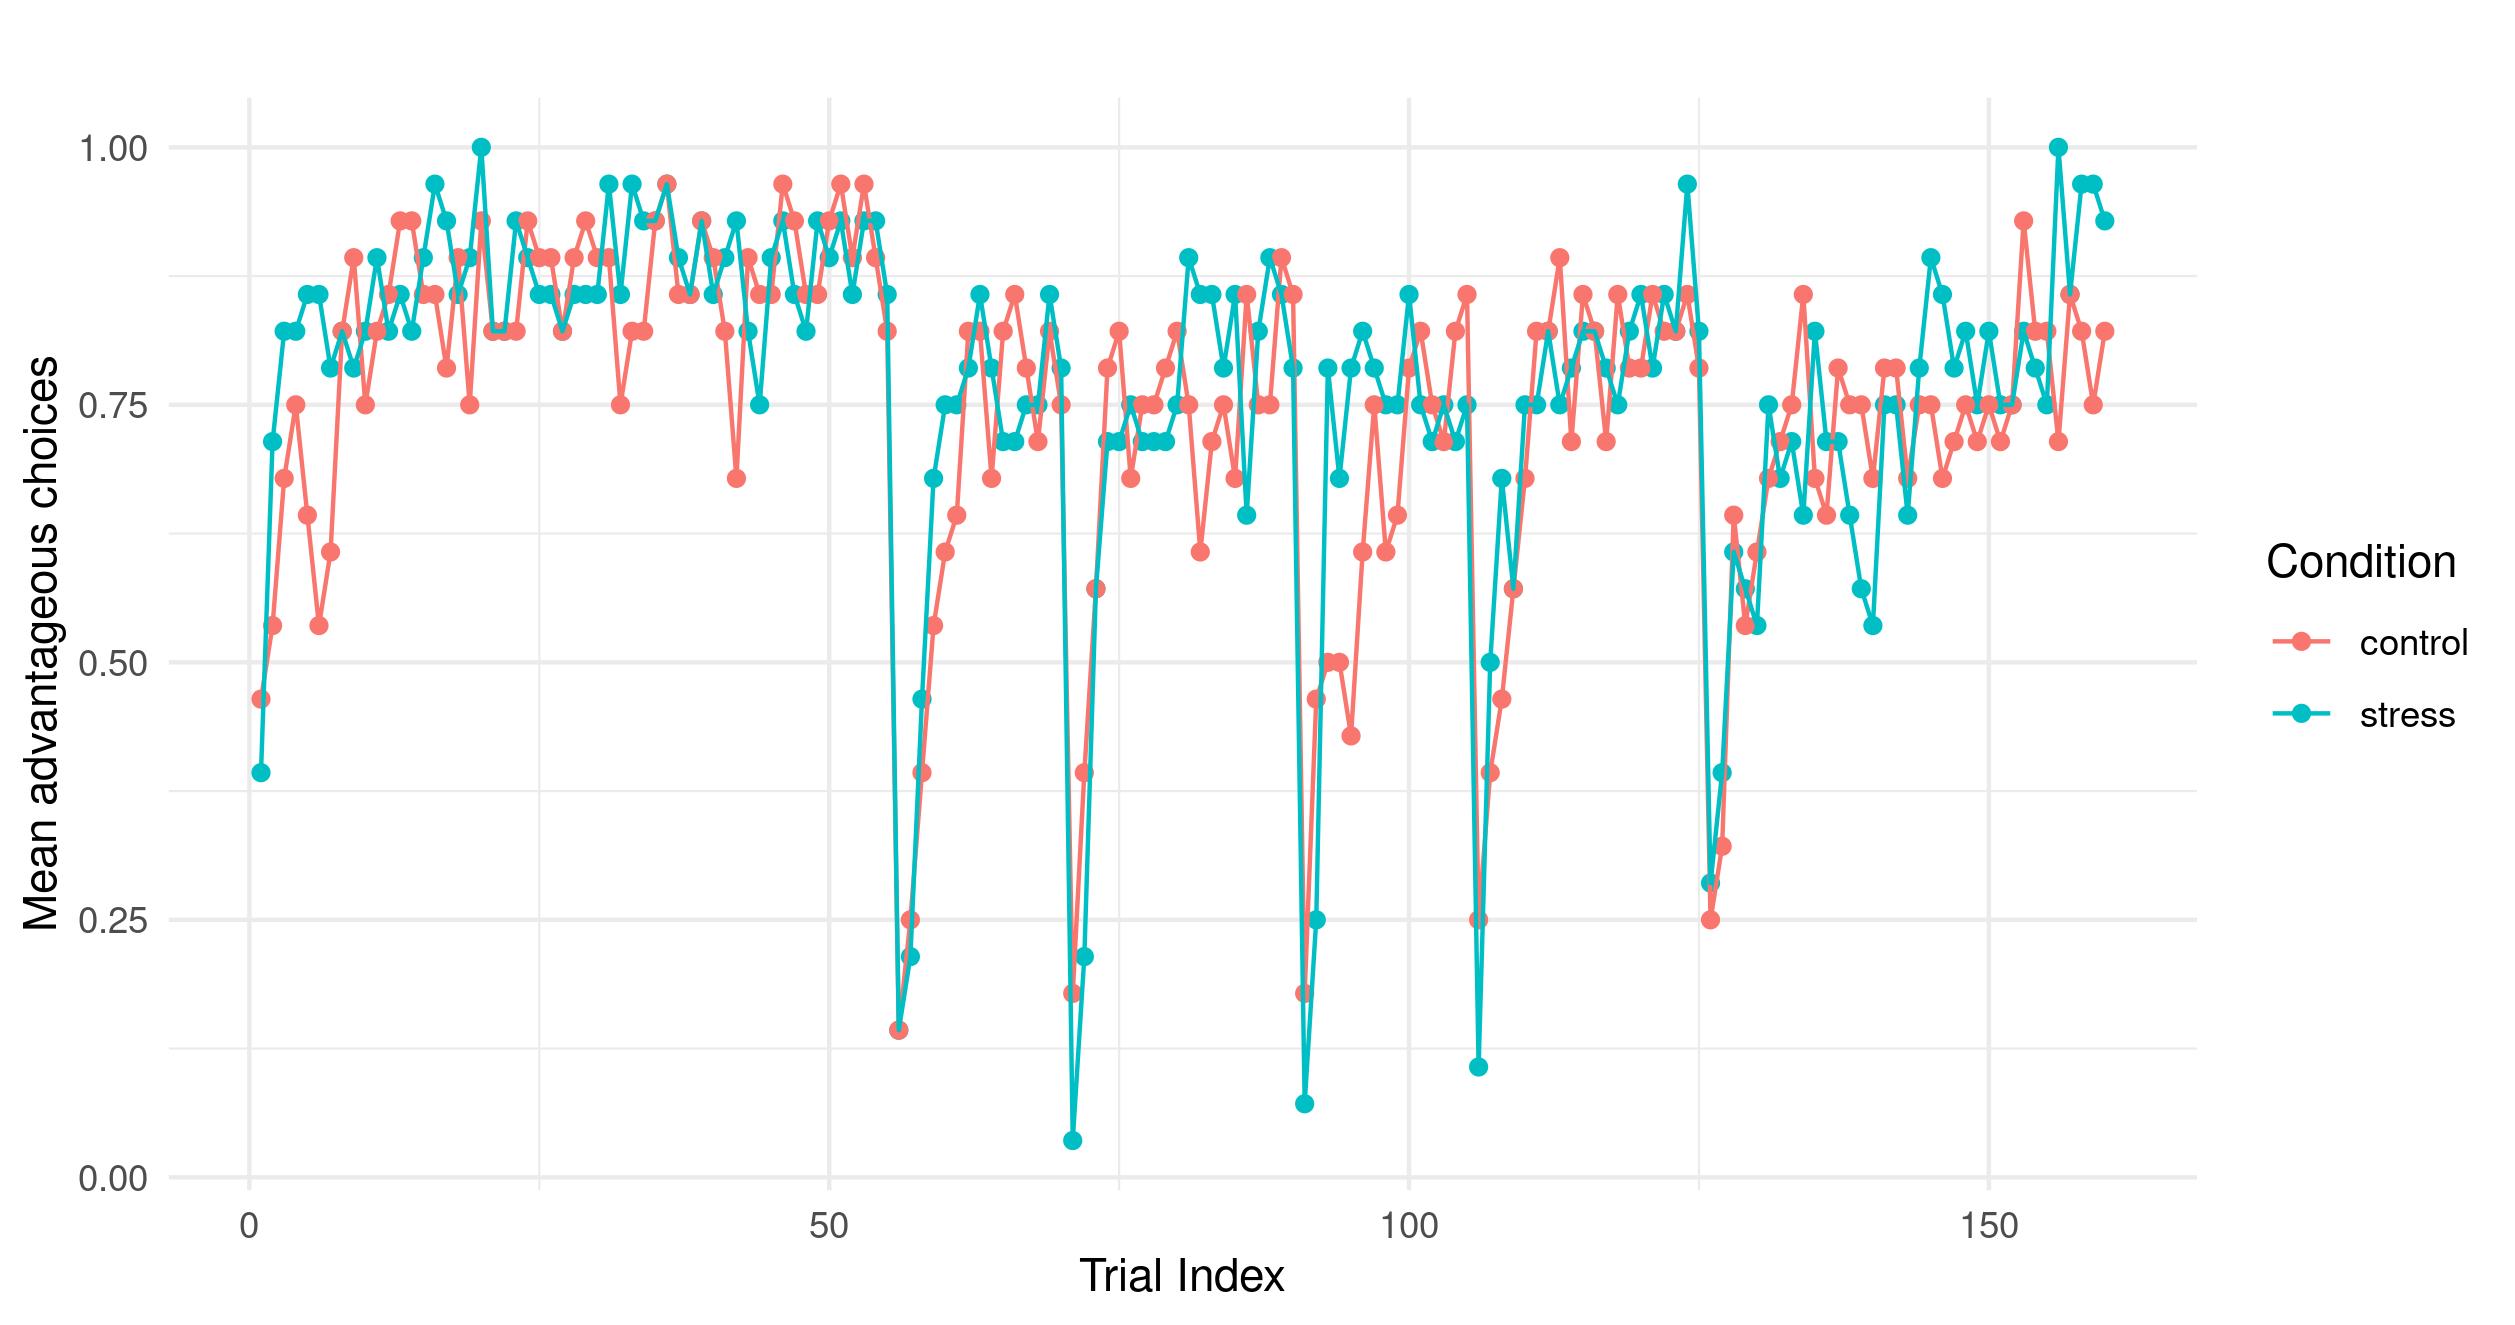 Mean advantageous choices
1.00
0.75
0.50
0.25
0.00
0
50
100
150
Trial Index
Condition
control
stress